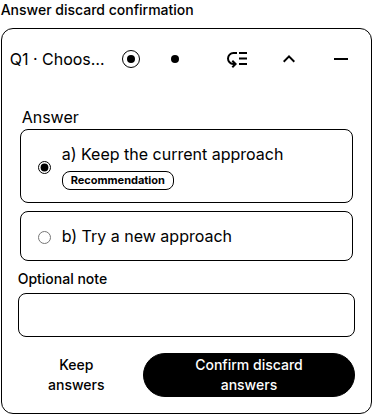 Answer discard confirmation
Q1 · Choos...
Answer
a) Keep the current approach
Recommendation
b) Try a new approach
Optional note
Keep
answers
Confirm discard
answers